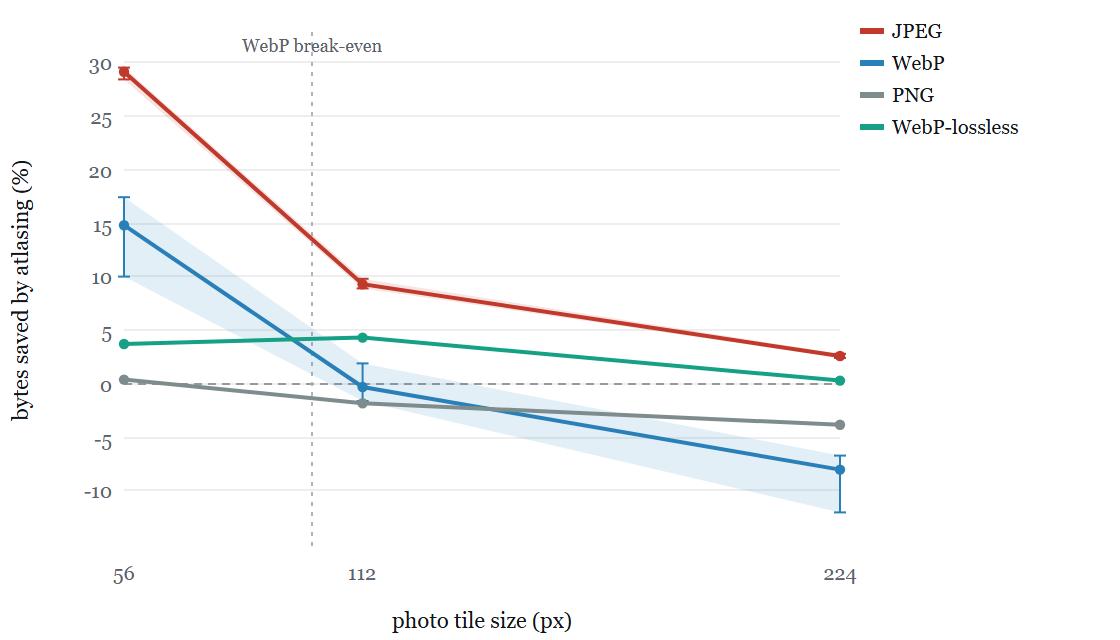 WebP break-even
JPEG
WebP
PNG
WebP-lossless
30
25
20
15
10
5
0
-5
-10
bytes saved by atlasing (%)
56
112
224
photo tile size (px)